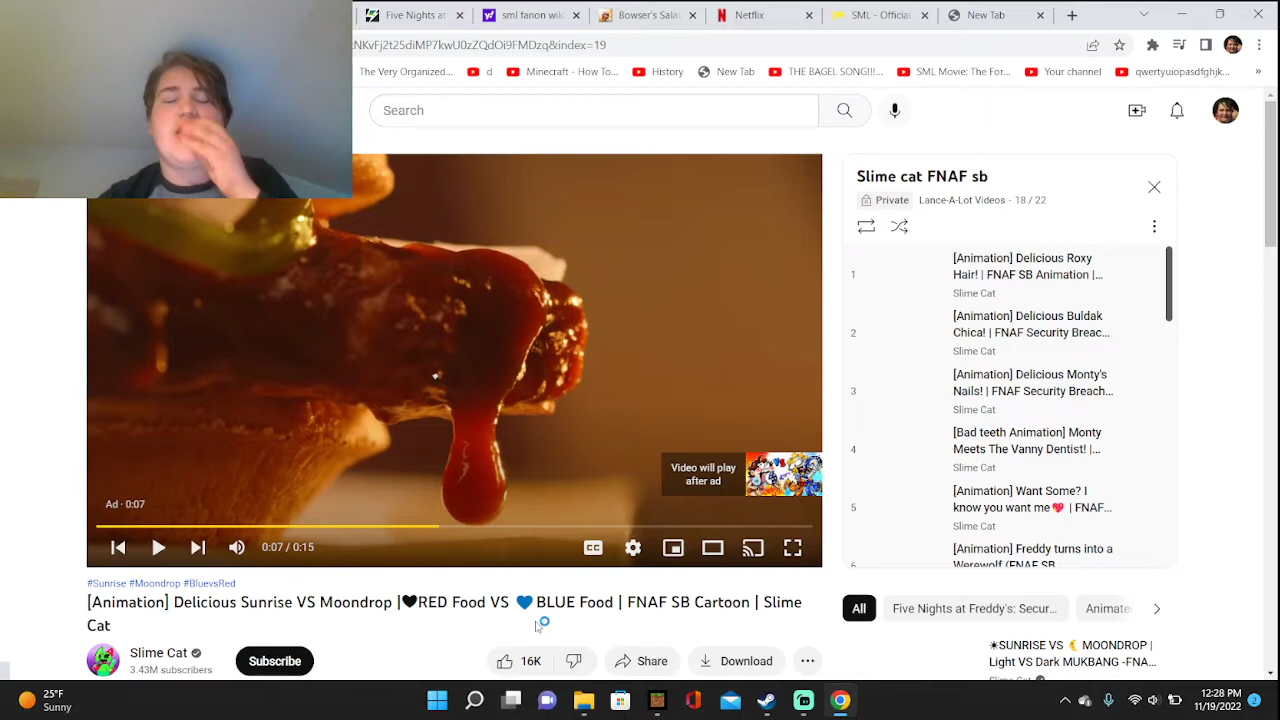 Five Nights at
sml fanon wiki
Bowser's Sala
Netflix
SML - Official
New Tab
NKvFj2t25diMP7kwU0zZQdOi9FMDzq&index=19
The Very Organized...
d
Minecraft - How To...
History
New Tab
THE BAGEL SONG!!!...
SML Movie: The For...
Your channel
qwertyuiopasdfghjk...
»
Search
Slime cat FNAF sb
Private Lance-A-Lot Videos - 18 / 22
1
[Animation] Delicious Roxy
Hair! | FNAF SB Animation |...
Slime Cat
2
[Animation] Delicious Buldak
Chica! | FNAF Security Breac...
Slime Cat
3
[Animation] Delicious Monty's
Nails! | FNAF Security Breach...
Slime Cat
4
[Bad teeth Animation] Monty
Meets The Vanny Dentist! |...
Slime Cat
5
[Animation] Want Some? I
know you want me💖 | FNAF...
Slime Cat
6
[Animation] Freddy turns into a
Werewolf (FNAF SB
Video will play
after ad
Ad · 0:07
0:07 / 0:15
CC
#Sunrise #Moondrop #BluevsRed
[Animation] Delicious Sunrise VS Moondrop |🖤RED Food VS 💙BLUE Food | FNAF SB Cartoon | Slime
Cat
Slime Cat
3.43M subscribers
Subscribe
16K
Share
Download
All
Five Nights at Freddy's: Secur...
Animate
☀SUNRISE VS 🌜 MOONDROP |
Light VS Dark MUKBANG -FNA...
25°F
Sunny
12:28 PM
11/19/2022
2